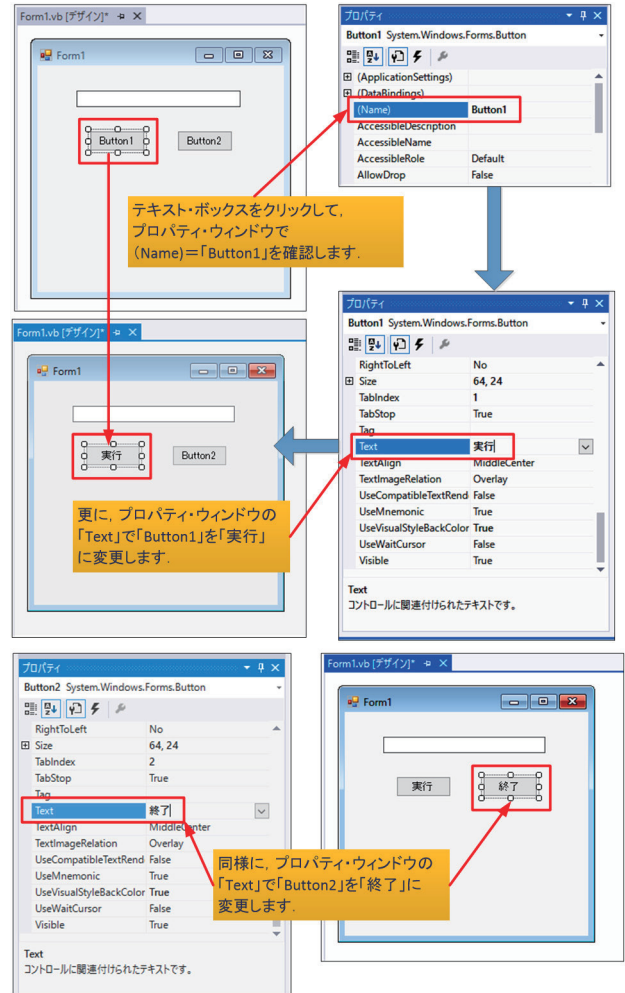 Form1.vb [デザイン]*
Form1
Button1
Button2
プロパティ
Button1 System.Windows.Forms.Button
(ApplicationSettings)
(DataBindings)
(Name) Button1
AccessibleDescription
AccessibleName
AccessibleRole Default
AllowDrop False
テキスト・ボックスをクリックして,
プロパティ・ウィンドウで
(Name)=「Button1」を確認します.
Form1.vb [デザイン]*
Form1
実行
Button2
更に, プロパティ・ウィンドウの
「Text」で「Button1」を「実行」
に変更します.
プロパティ
Button1 System.Windows.Forms.Button
RightToLeft No
Size 64, 24
TabIndex 1
TabStop True
Tag
Text 実行
TextAlign MiddleCenter
TextImageRelation Overlay
UseCompatibleTextRend False
UseMnemonic True
UseVisualStyleBackColor True
UseWaitCursor False
Visible True
Text
コントロールに関連付けられたテキストです。
プロパティ
Button2 System.Windows.Forms.Button
RightToLeft No
Size 64, 24
TabIndex 2
TabStop True
Tag
Text 終了
TextAlign MiddleCenter
TextImageRelation Overlay
UseCompatibleTextRend False
UseMnemonic True
UseVisualStyleBackColor True
UseWaitCursor False
Visible True
Text
コントロールに関連付けられたテキストです。
Form1.vb [デザイン]*
Form1
実行
終了
同様に, プロパティ・ウィンドウの
「Text」で「Button2」を「終了」に
変更します.